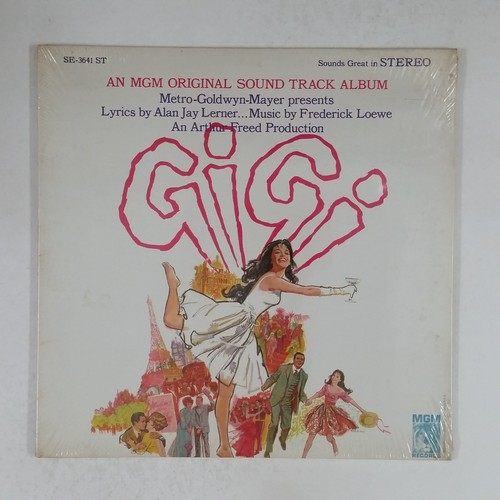 SE-3641 ST
Sounds Great in STEREO
AN MGM ORIGINAL SOUND TRACK ALBUM
Metro-Goldwyn-Mayer presents
Lyrics by Alan Jay Lerner...Music by Frederick Loewe
An Arthur Freed Production
Gigi
MGM
RECORDS